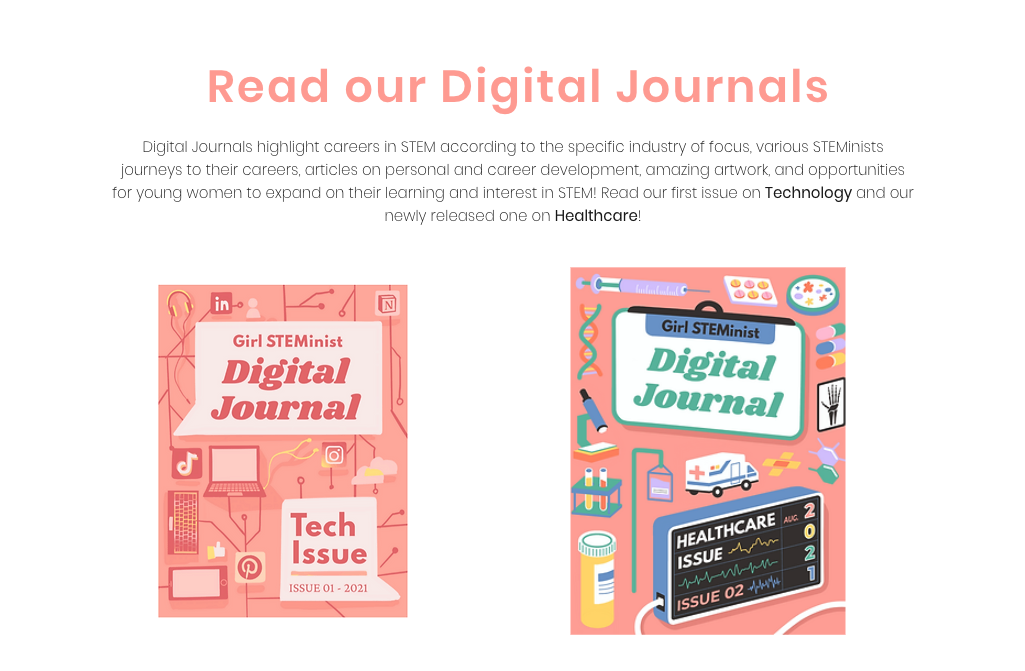 Read our Digital Journals
Digital Journals highlight careers in STEM according to the specific industry of focus, various STEMinists
journeys to their careers, articles on personal and career development, amazing artwork, and opportunities
for young women to expand on their learning and interest in STEM! Read our first issue on Technology and our
newly released one on Healthcare!
in
N
Girl STEMinist
Digital
Journal
Tech
Issue
ISSUE 01 - 2021
Girl STEMinist
Digital
Journal
HEALTHCARE
ISSUE
AUG. 2021
ISSUE 02